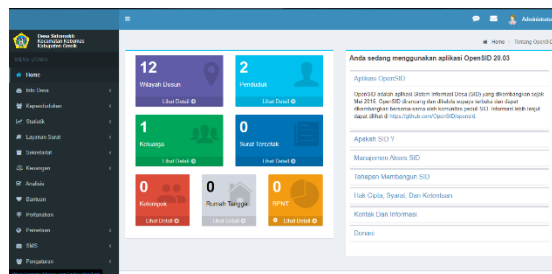 Desa Sidomukti
Kecamatan Kebomas
Kabupaten Gresik
Administrator
MENU UTAMA
Home
Info Desa
Kependudukan
Statistik
Layanan Surat
Sekretariat
Keuangan
Analisis
Bantuan
Pertanahan
Pemetaan
SMS
Pengaturan
Home
Tentang OpenSID
12
Wilayah Dusun
Lihat Detail
2
Penduduk
Lihat Detail
1
Keluarga
Lihat Detail
0
Surat Tercetak
Lihat Detail
0
Kelompok
Lihat Detail
0
Rumah Tangga
Lihat Detail
0
BPNT
Lihat Detail
Anda sedang menggunakan aplikasi OpenSID 20.03
Aplikasi OpenSID
OpenSID adalah aplikasi Sistem Informasi Desa (SID) yang dikembangkan sejak
Mei 2016. OpenSID dirancang dan dikelola supaya terbuka dan dapat
dikembangkan bersama-sama oleh komunitas peduli SID. Informasi lebih lanjut
dapat dilihat di https://github.com/OpenSID/opensid.
Apakah SID ?
Manajemen Akses SID
Tahapan Membangun SID
Hak Cipta, Syarat, Dan Ketentuan
Kontak Dan Informasi
Donasi